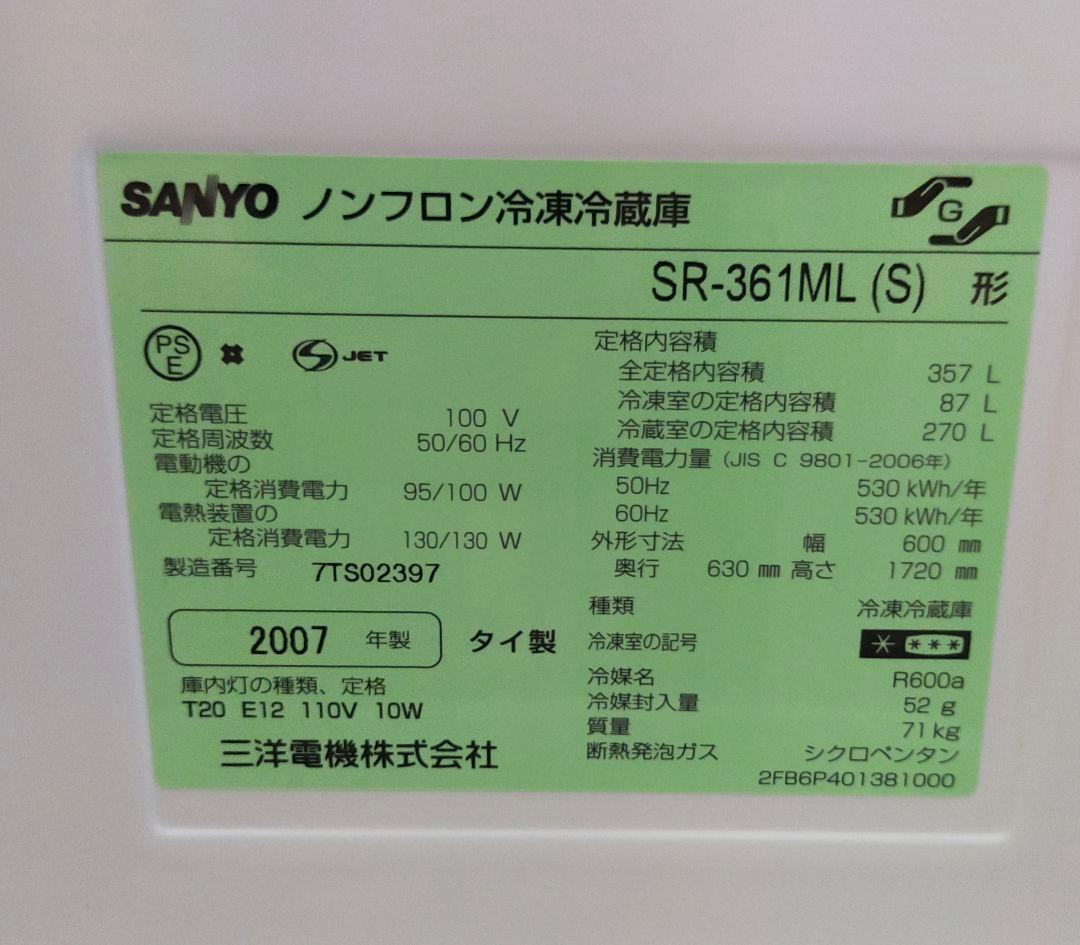 SANYO ノンフロン冷凍冷蔵庫
G
SR-361ML (S) 形
PS E JET
定格電圧 100 V
定格周波数 50/60 Hz
電動機の
定格消費電力 95/100 W
電熱装置の
定格消費電力 130/130 W
製造番号 7TS02397
2007 年製 タイ製
庫内灯の種類、定格
T20 E12 110V 10W
三洋電機株式会社
定格内容積
全定格内容積 357 L
冷凍室の定格内容積 87 L
冷蔵室の定格内容積 270 L
消費電力量 (JIS C 9801-2006年)
50Hz 530 kWh/年
60Hz 530 kWh/年
外形寸法 幅 600 ㎜
奥行 630 ㎜ 高さ 1720 ㎜
種類 冷凍冷蔵庫
冷凍室の記号 * ***
冷媒名 R600a
冷媒封入量 52 g
質量 71kg
断熱発泡ガス シクロペンタン
2FB6P401381000